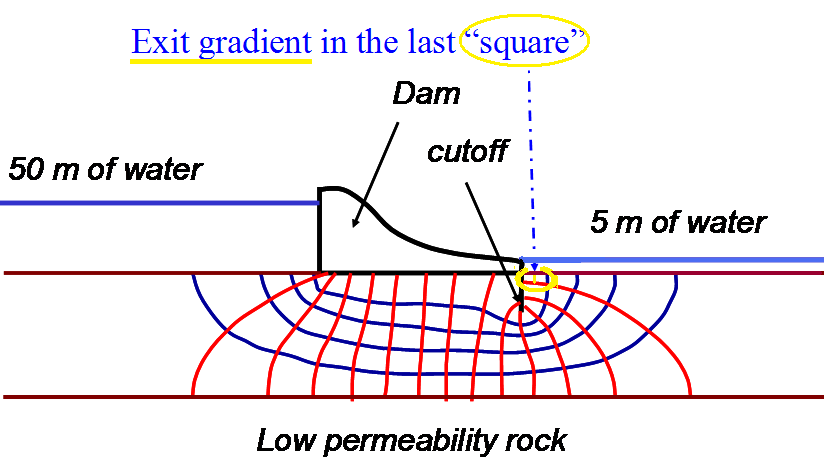 Exit gradient in the last “square”
Dam
cutoff
50 m of water
5 m of water
Low permeability rock